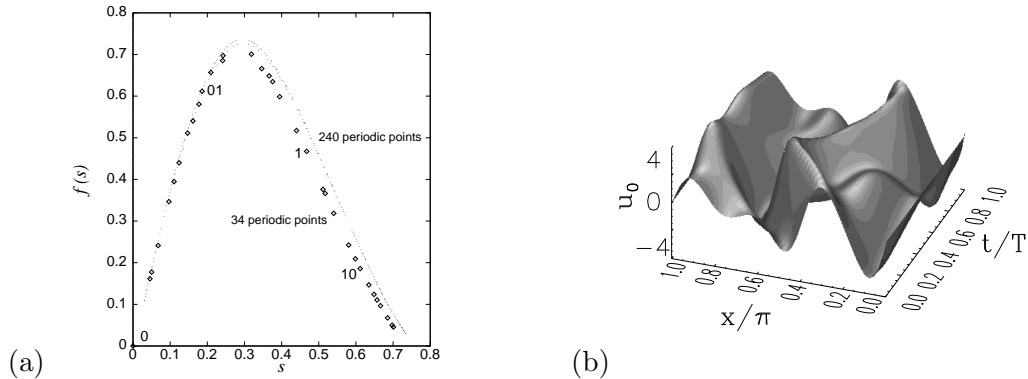 0.8
0.7
0.6
0.5
0.4
0.3
0.2
0.1
0
f (s)
01
240 periodic points
1
34 periodic points
10
0
0 0.1 0.2 0.3 0.4 0.5 0.6 0.7 0.8
s
(a)
4
0
−4
u0
1.0 0.8 0.6 0.4 0.2 0.0
x/π
0.0 0.2 0.4 0.6 0.8 1.0
t/T
(b)